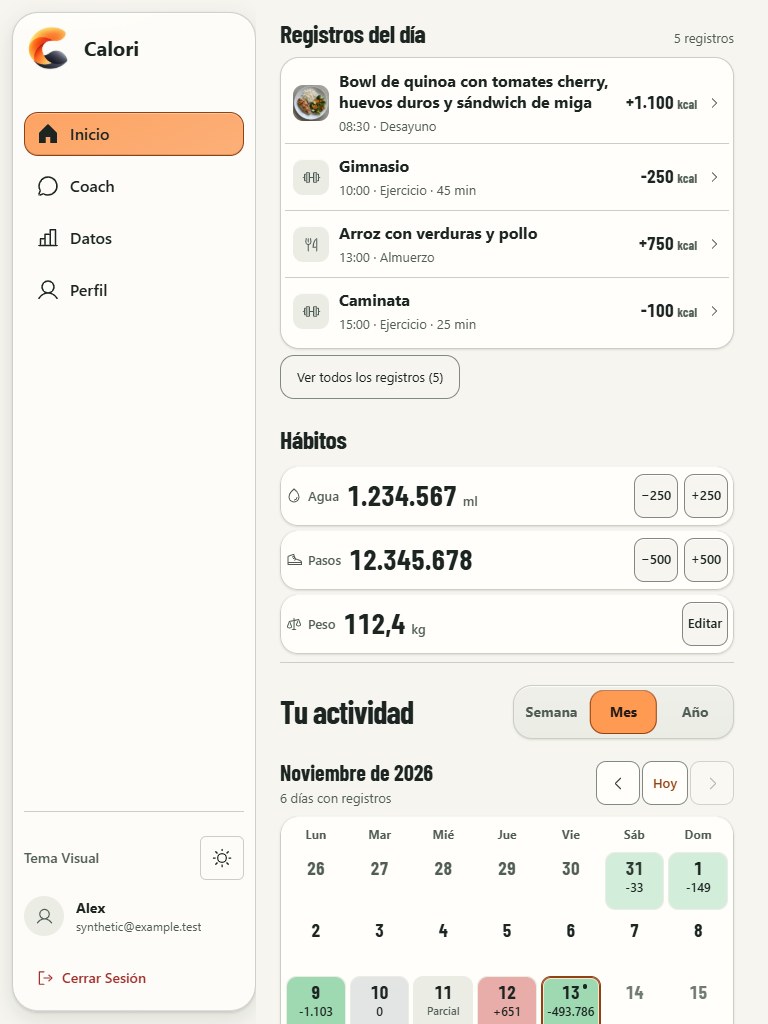 Calori
Inicio
Coach
Datos
Perfil
Tema Visual
Alex
synthetic@example.test
Cerrar Sesión
Registros del día
5 registros
Bowl de quinoa con tomates cherry,
huevos duros y sándwich de miga
+1.100 kcal
08:30 · Desayuno
Gimnasio
-250 kcal
10:00 · Ejercicio · 45 min
Arroz con verduras y pollo
+750 kcal
13:00 · Almuerzo
Caminata
-100 kcal
15:00 · Ejercicio · 25 min
Ver todos los registros (5)
Hábitos
Agua 1.234.567 ml −250 +250
Pasos 12.345.678 −500 +500
Peso 112,4 kg Editar
Tu actividad
Semana Mes Año
Noviembre de 2026
6 días con registros
Hoy
Lun Mar Mié Jue Vie Sáb Dom
26 27 28 29 30 31 1
-33 -149
2 3 4 5 6 7 8
9 10 11 12 13 14 15
-1.103 0 Parcial +651 -493.786